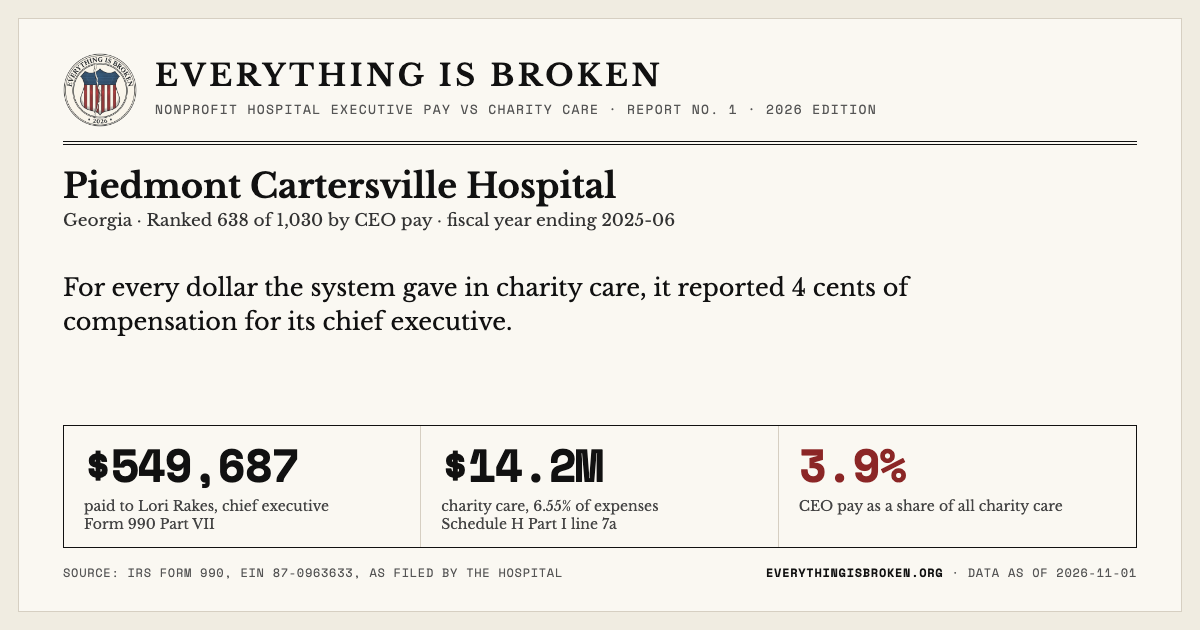 EVERYTHING IS BROKEN
· 2026 ·
EVERYTHING IS BROKEN
NONPROFIT HOSPITAL EXECUTIVE PAY VS CHARITY CARE · REPORT NO. 1 · 2026 EDITION
Piedmont Cartersville Hospital
Georgia · Ranked 638 of 1,030 by CEO pay · fiscal year ending 2025-06
For every dollar the system gave in charity care, it reported 4 cents of
compensation for its chief executive.
$549,687
paid to Lori Rakes, chief executive
Form 990 Part VII
$14.2M
charity care, 6.55% of expenses
Schedule H Part I line 7a
3.9%
CEO pay as a share of all charity care
SOURCE: IRS FORM 990, EIN 87-0963633, AS FILED BY THE HOSPITAL
EVERYTHINGISBROKEN.ORG · DATA AS OF 2026-11-01